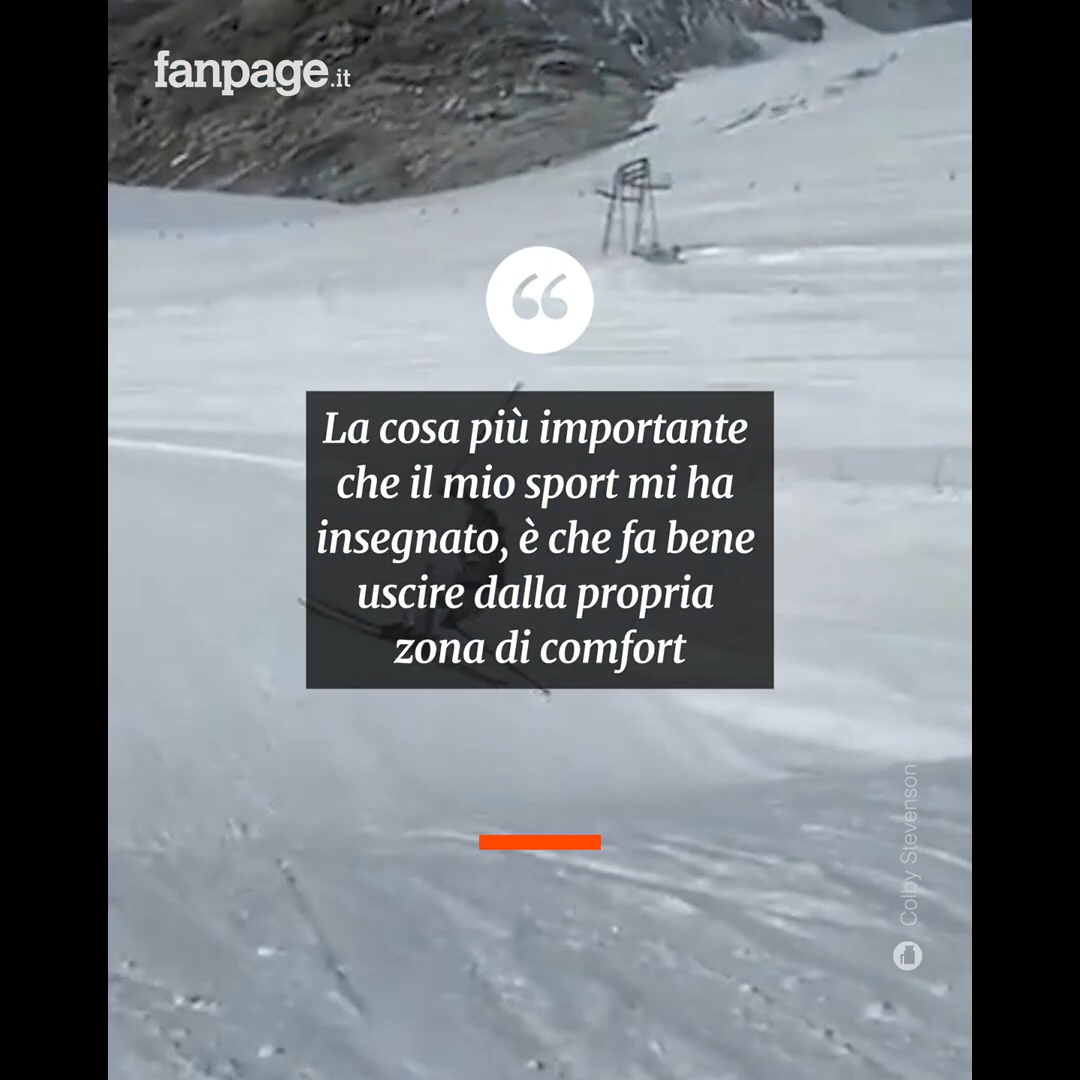 fanpage.it
“
La cosa più importante
che il mio sport mi ha
insegnato, è che fa bene
uscire dalla propria
zona di comfort
Colby Stevenson